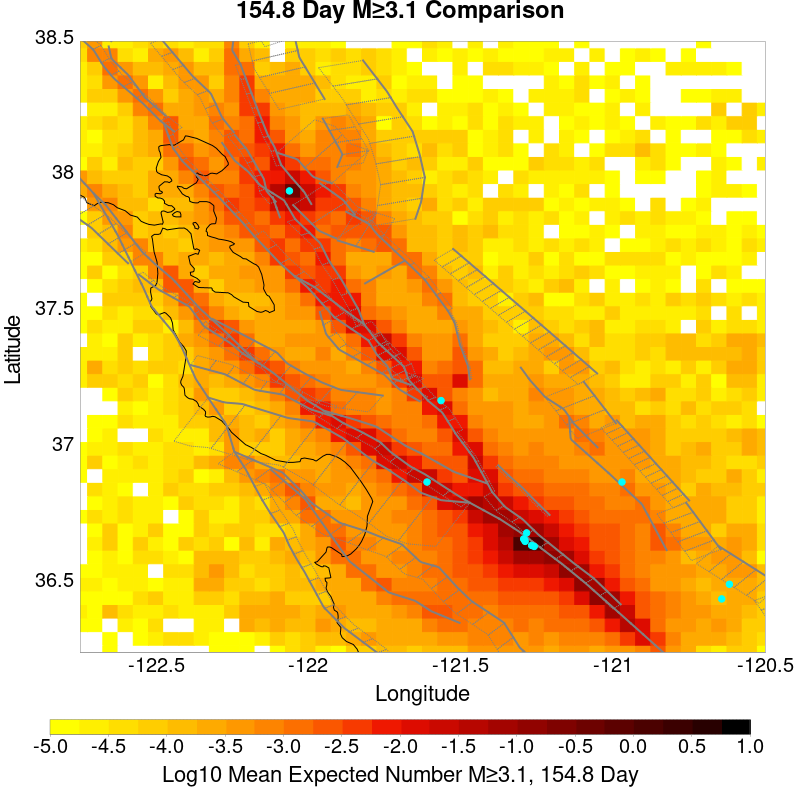 154.8 Day M≥3.1 Comparison
38.5
38
37.5
37
36.5
Latitude
-122.5 -122 -121.5 -121 -120.5
Longitude
-5.0 -4.5 -4.0 -3.5 -3.0 -2.5 -2.0 -1.5 -1.0 -0.5 0.0 0.5 1.0
Log10 Mean Expected Number M≥3.1, 154.8 Day